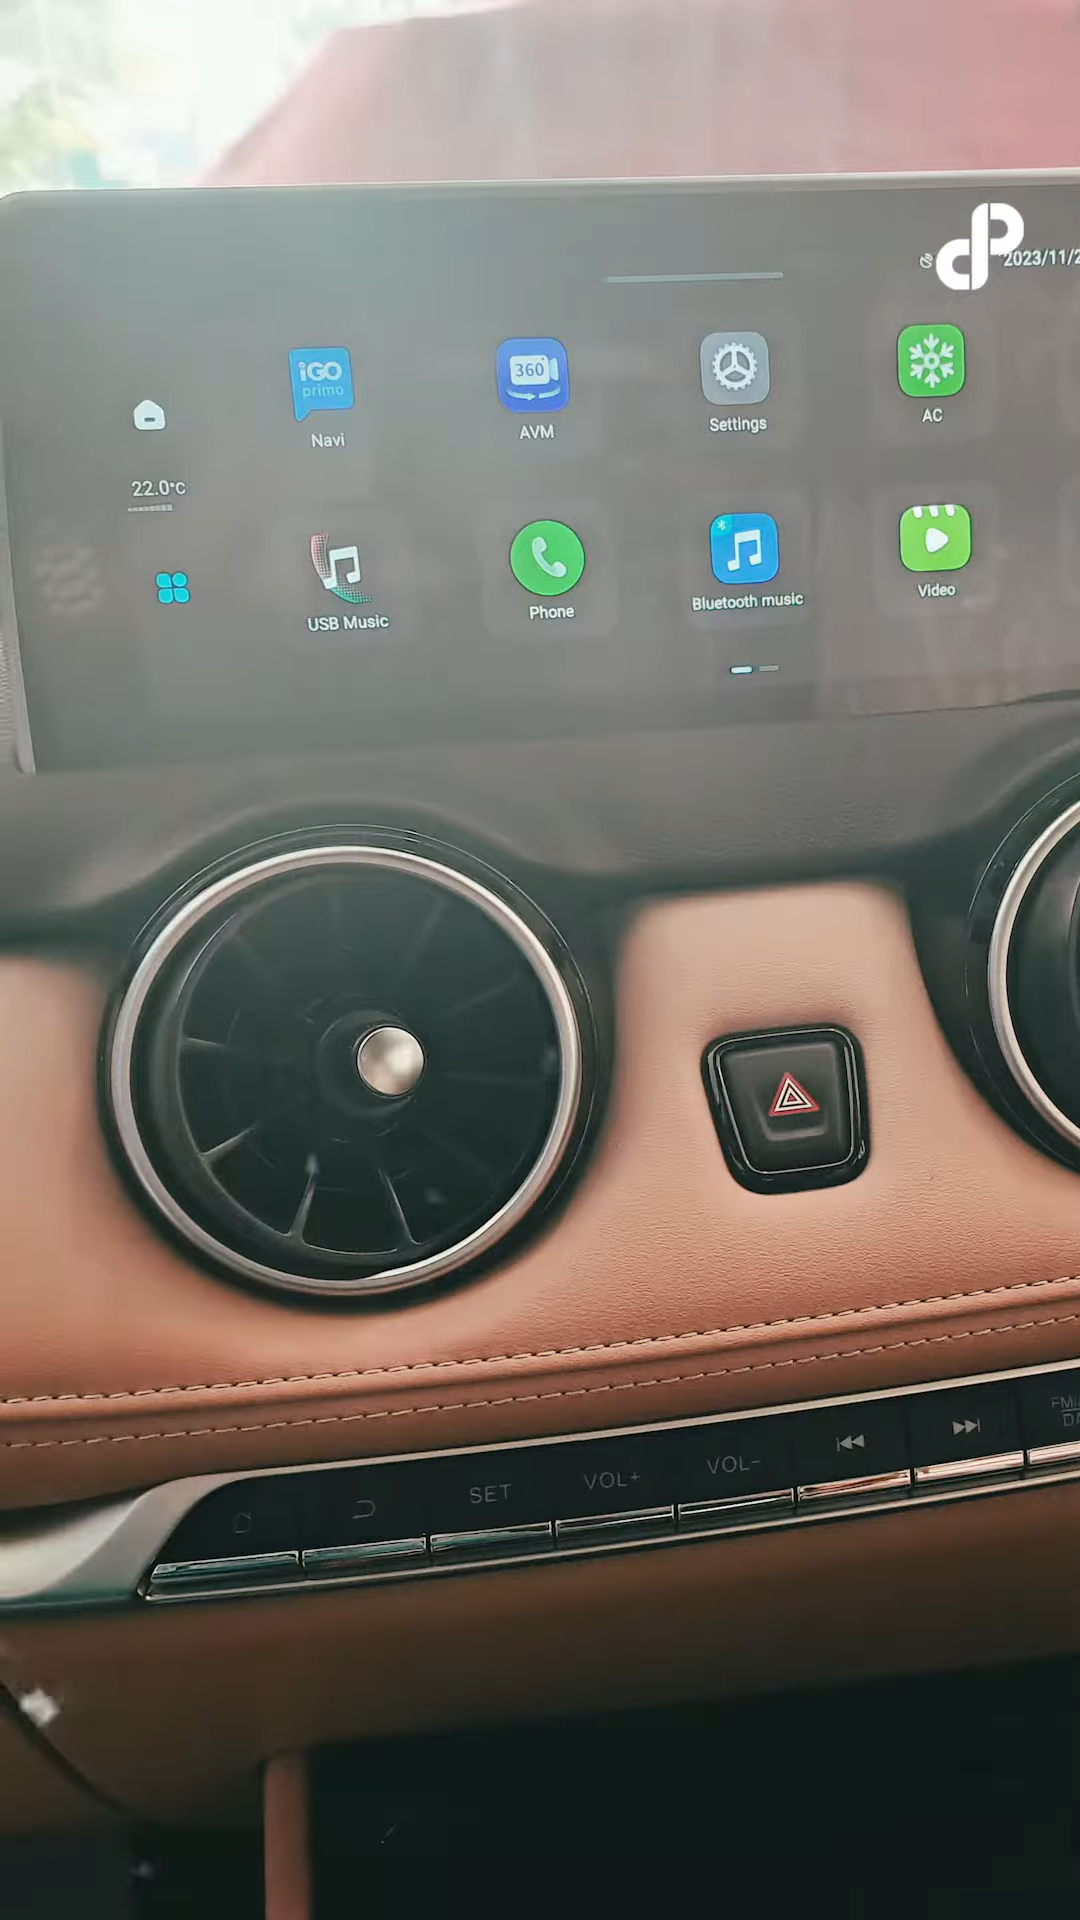 2023/11/2
iGO
primo
360
Navi
AVM
Settings
AC
22.0°C
USB Music
Phone
Bluetooth music
Video
SET
VOL+
VOL−
FM/